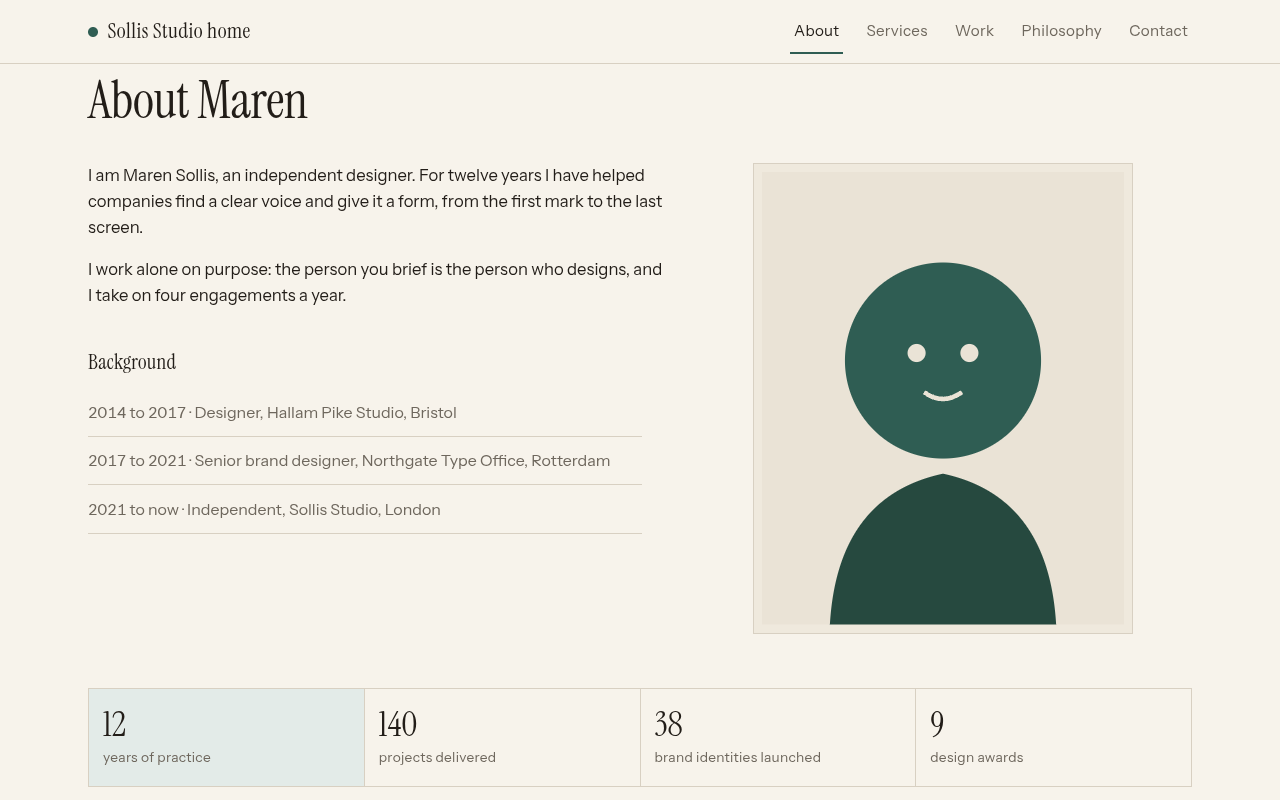 Sollis Studio home
About Services Work Philosophy Contact
About Maren
I am Maren Sollis, an independent designer. For twelve years I have helped
companies find a clear voice and give it a form, from the first mark to the last
screen.
I work alone on purpose: the person you brief is the person who designs, and
I take on four engagements a year.
Background
2014 to 2017 · Designer, Hallam Pike Studio, Bristol
2017 to 2021 · Senior brand designer, Northgate Type Office, Rotterdam
2021 to now · Independent, Sollis Studio, London
12
years of practice
140
projects delivered
38
brand identities launched
9
design awards